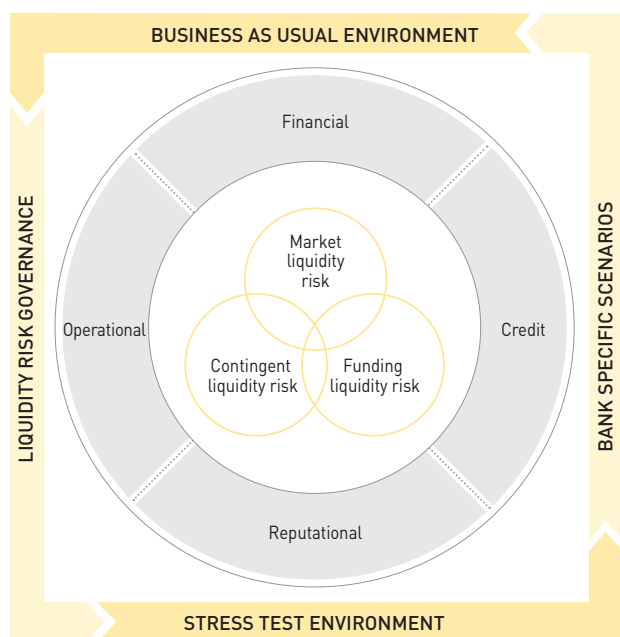 BUSINESS AS USUAL ENVIRONMENT
Financial
LIQUIDITY RISK GOVERNANCE
Operational
Market
liquidity
risk
Contingent
liquidity risk
Funding
liquidity risk
Credit
BANK SPECIFIC SCENARIOS
Reputational
STRESS TEST ENVIRONMENT